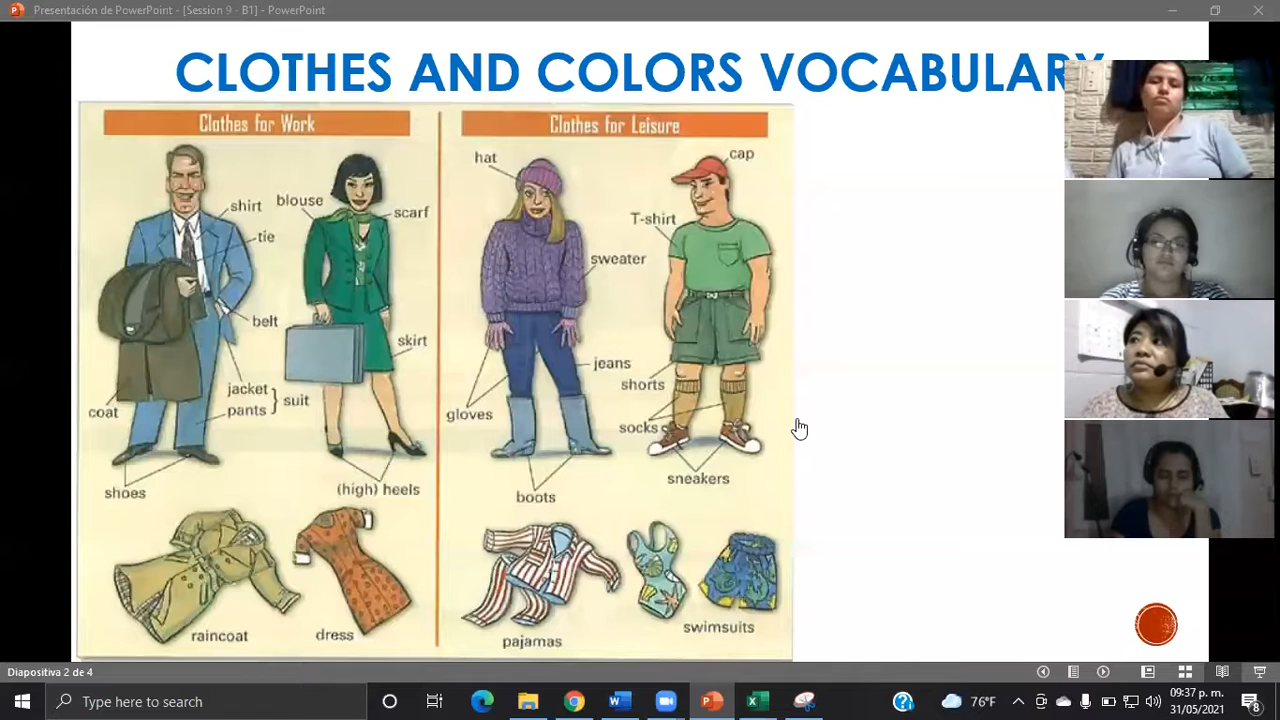 Presentación de PowerPoint - [Session 9 - B1] - PowerPoint
CLOTHES AND COLORS VOCABULARY
Clothes for Work
Clothes for Leisure
shirt
blouse
scarf
tie
belt
skirt
jacket
pants
suit
coat
shoes
(high) heels
raincoat
dress
hat
cap
T-shirt
sweater
jeans
shorts
gloves
socks
sneakers
boots
pajamas
swimsuits
Diapositiva 2 de 4
Type here to search
76°F
09:37 p. m.
31/05/2021
8